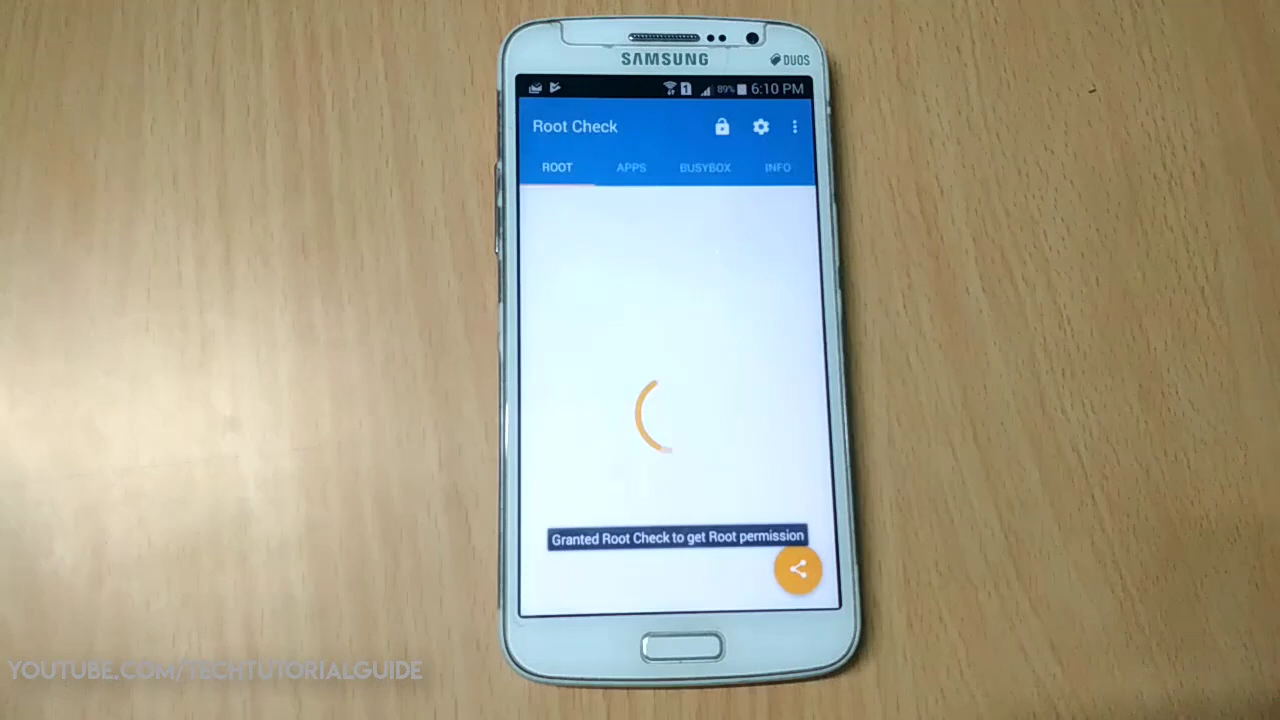 SAMSUNG
DUOS
1
89%
6:10 PM
Root Check
ROOT APPS BUSYBOX INFO
Granted Root Check to get Root permission
YOUTUBE.COM/TECHTUTORIALGUIDE